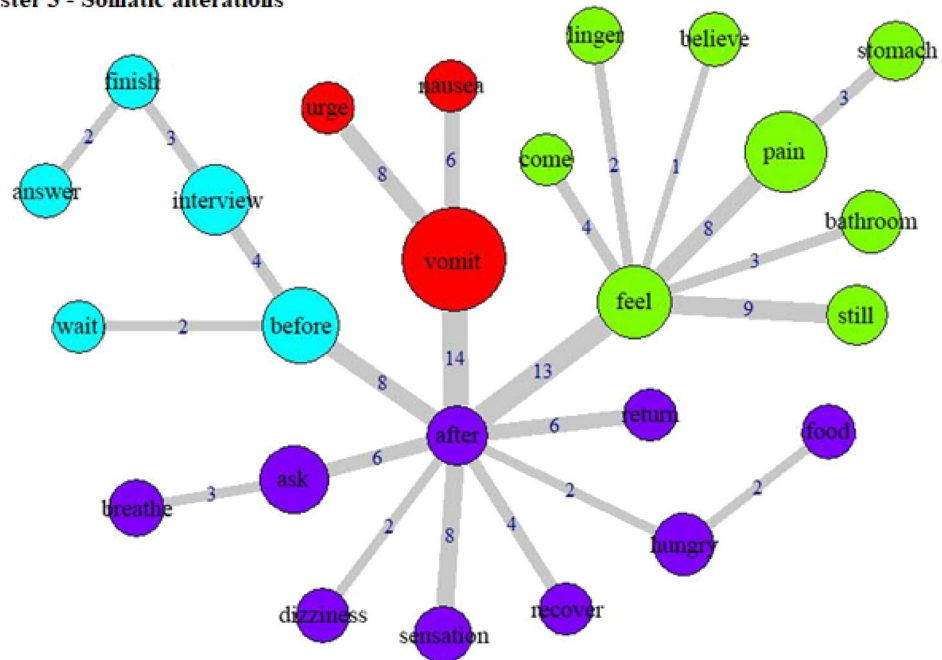 ster 5 - Somatic alterations
linger
believe
stomach
finish
nausea
urge
3
2
3
pain
come
6
8
2
1
answer
interview
bathroom
4
8
vomit
4
3
feel
wait
2
before
9
still
14
13
8
return
6
after
food
6
ask
3
2
2
breathe
2
8
4
hungry
dizziness
recover
sensation